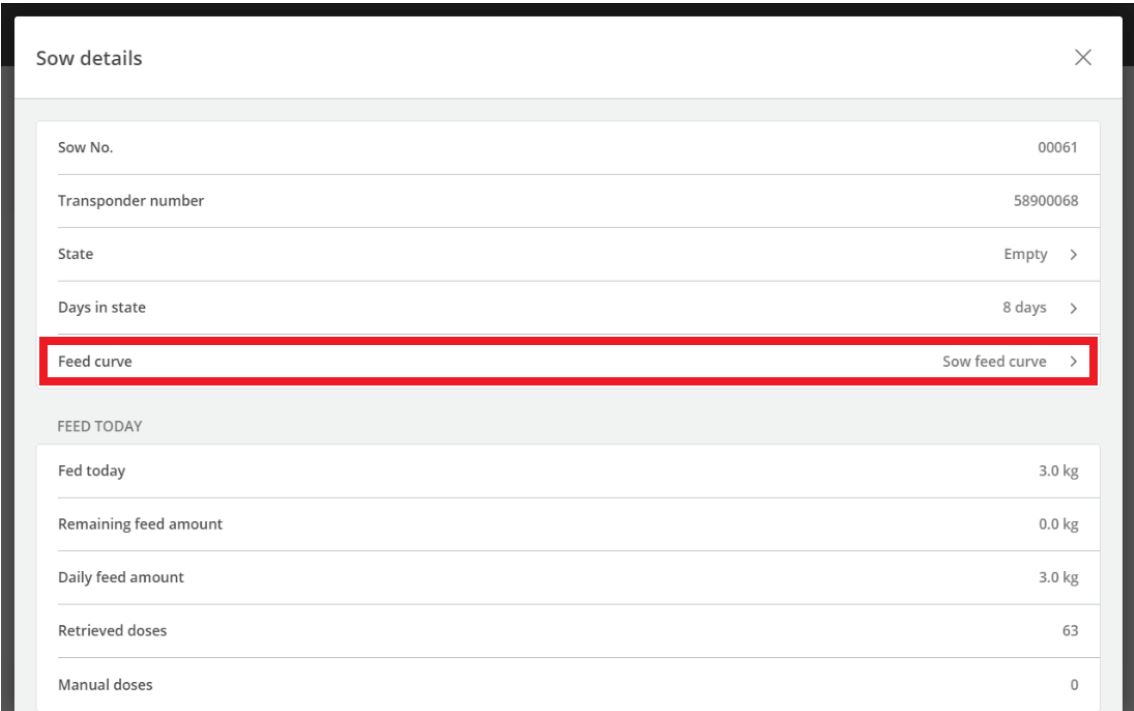 Sow details
Sow No. 00061
Transponder number 58900068
State Empty
Days in state 8 days
Feed curve Sow feed curve
FEED TODAY
Fed today 3.0 kg
Remaining feed amount 0.0 kg
Daily feed amount 3.0 kg
Retrieved doses 63
Manual doses 0